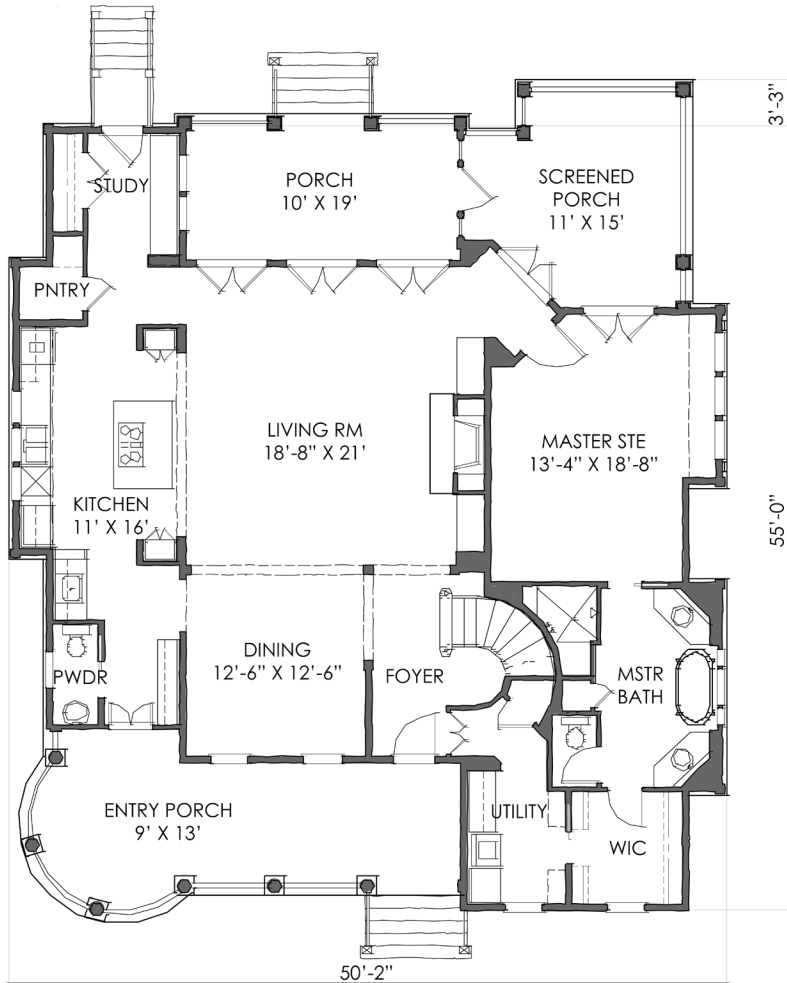 3'-3”
STUDY
PORCH
10' X 19'
SCREENED
PORCH
11' X 15'
PNTRY
LIVING RM
18'-8” X 21'
MASTER STE
13'-4” X 18'-8”
KITCHEN
11' X 16'
55'-0”
DINING
12'-6” X 12'-6”
FOYER
PWDR
MSTR
BATH
ENTRY PORCH
9' X 13'
UTILITY
WIC
50'-2”